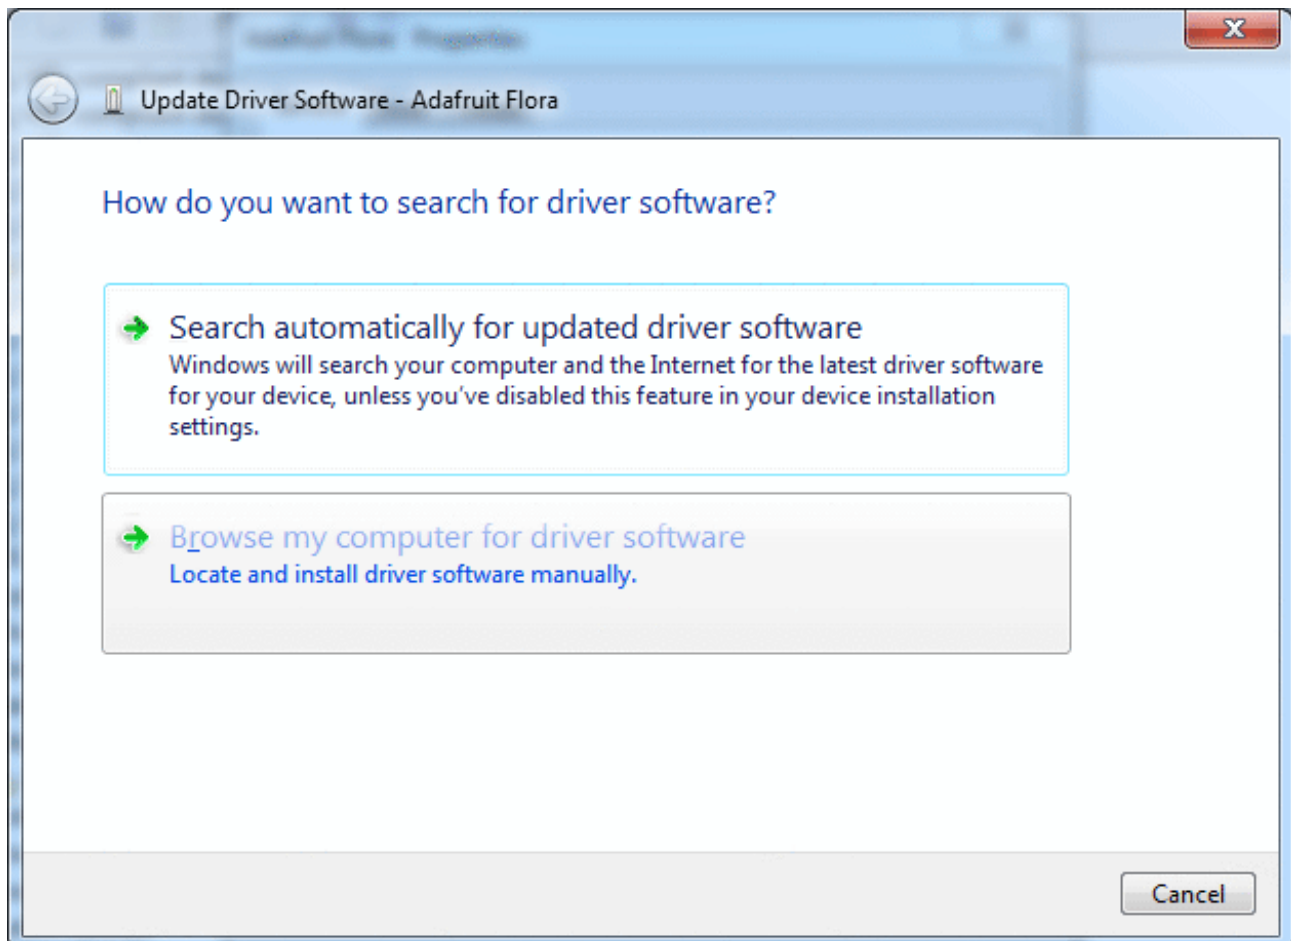 Update Driver Software - Adafruit Flora
How do you want to search for driver software?
Search automatically for updated driver software
Windows will search your computer and the Internet for the latest driver software
for your device, unless you've disabled this feature in your device installation
settings.
Browse my computer for driver software
Locate and install driver software manually.
Cancel